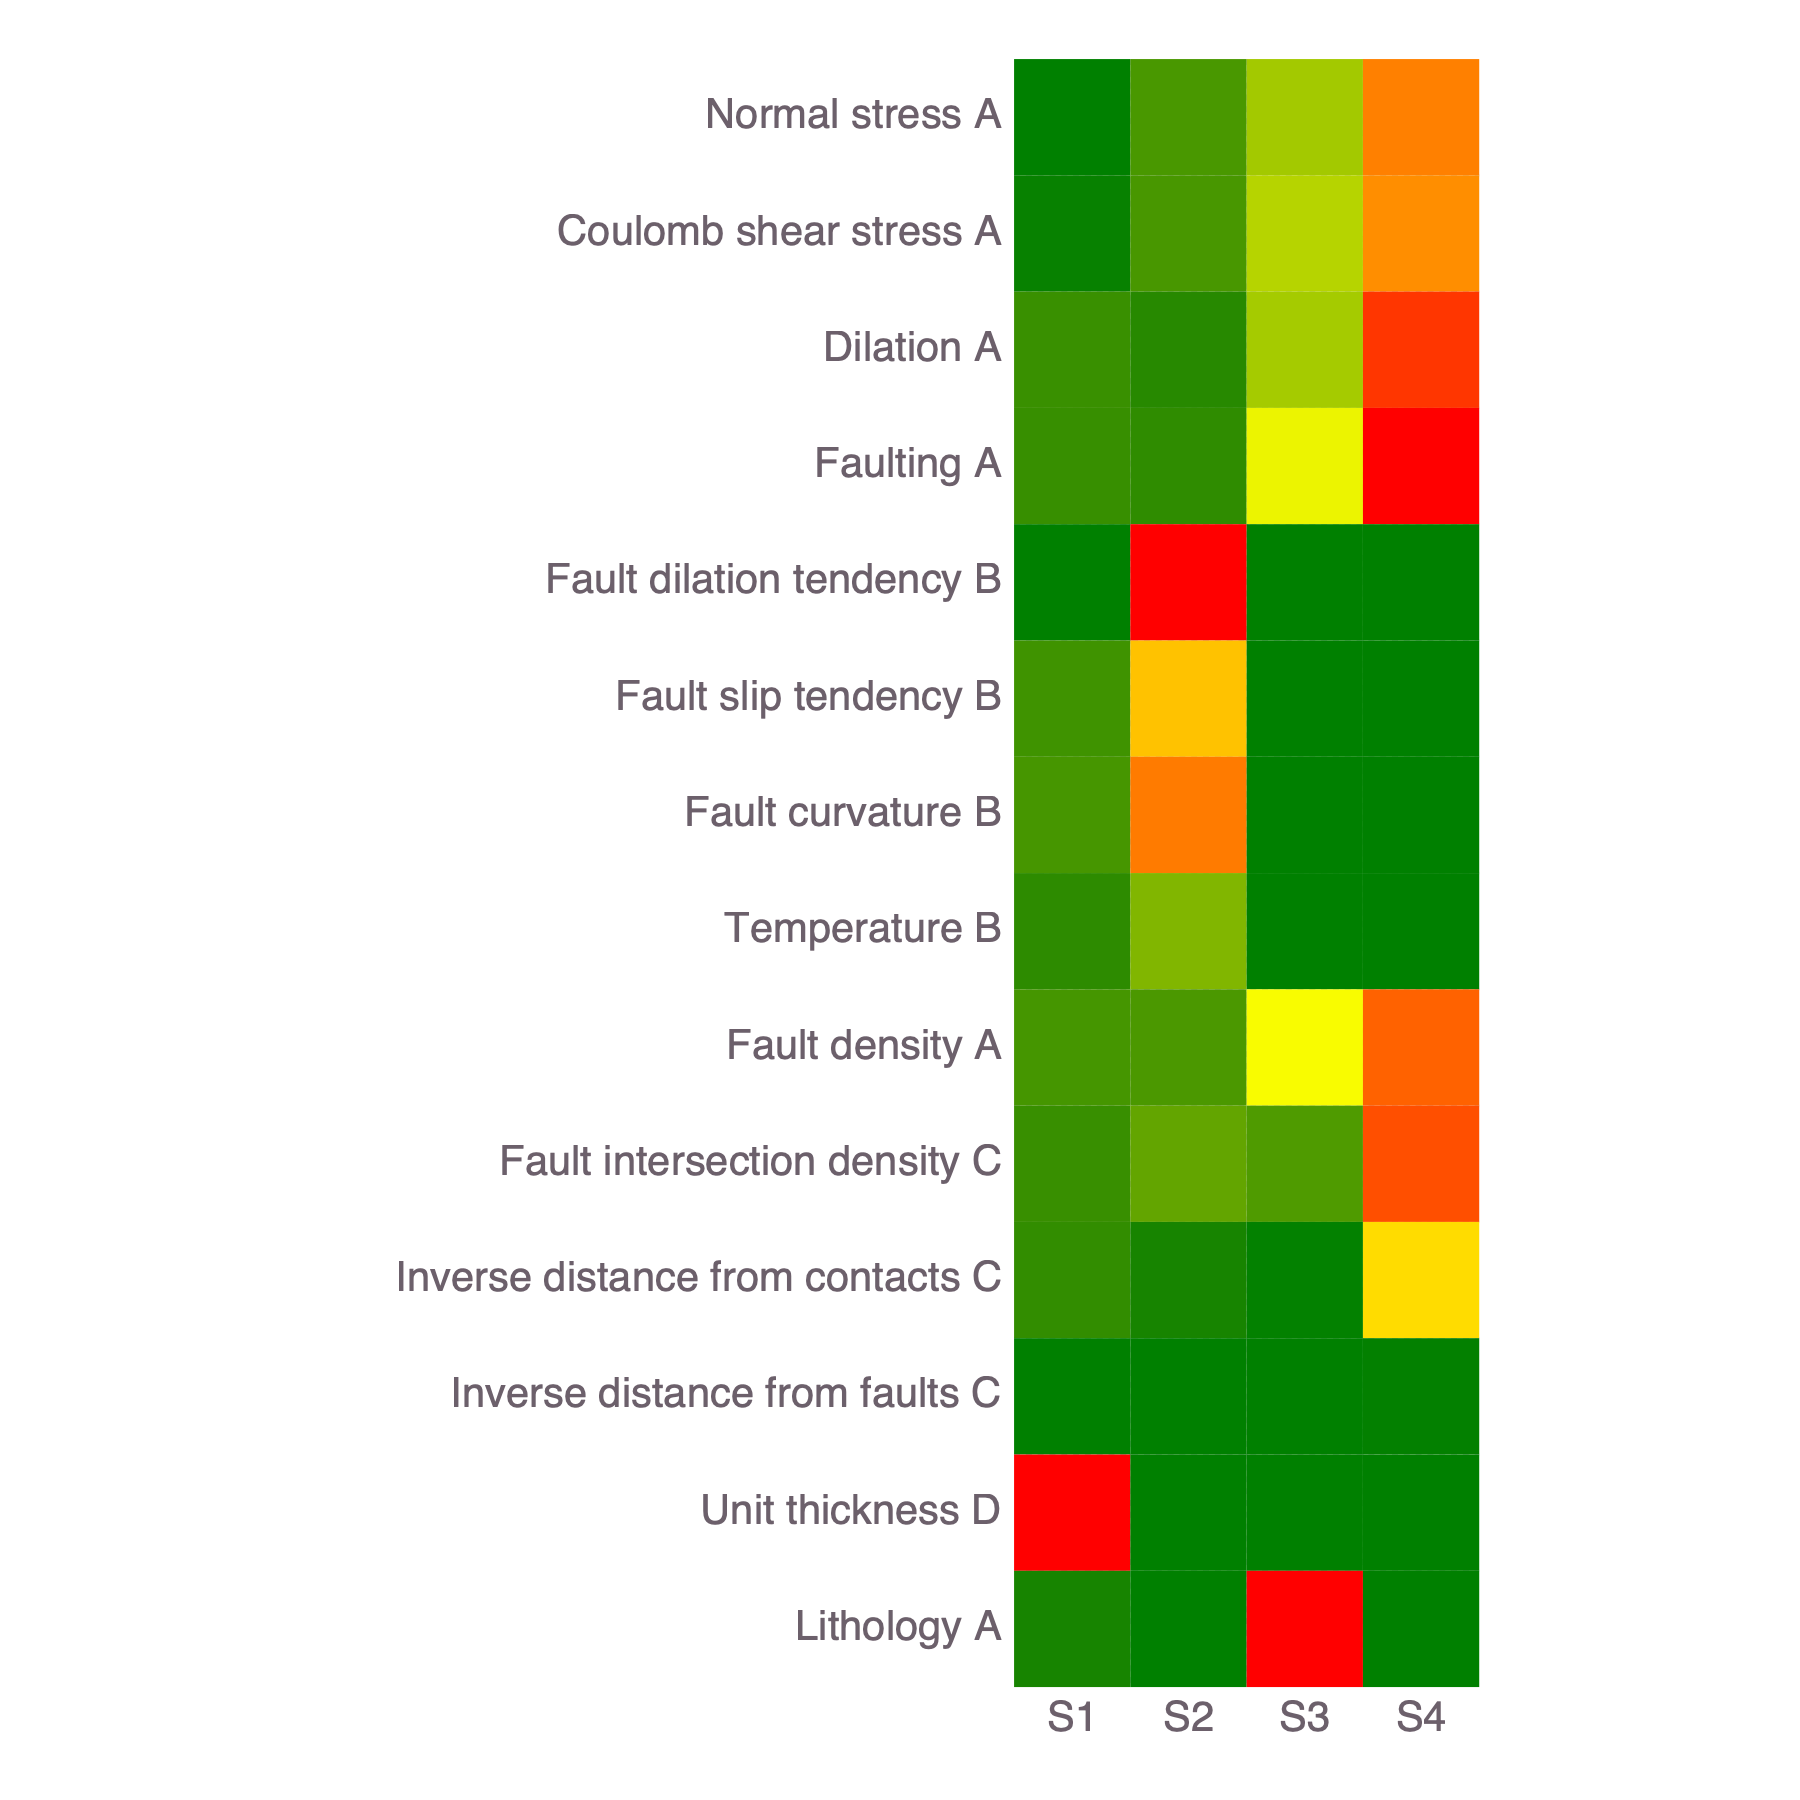 Normal stress A
Coulomb shear stress A
Dilation A
Faulting A
Fault dilation tendency B
Fault slip tendency B
Fault curvature B
Temperature B
Fault density A
Fault intersection density C
Inverse distance from contacts C
Inverse distance from faults C
Unit thickness D
Lithology A
S1 S2 S3 S4